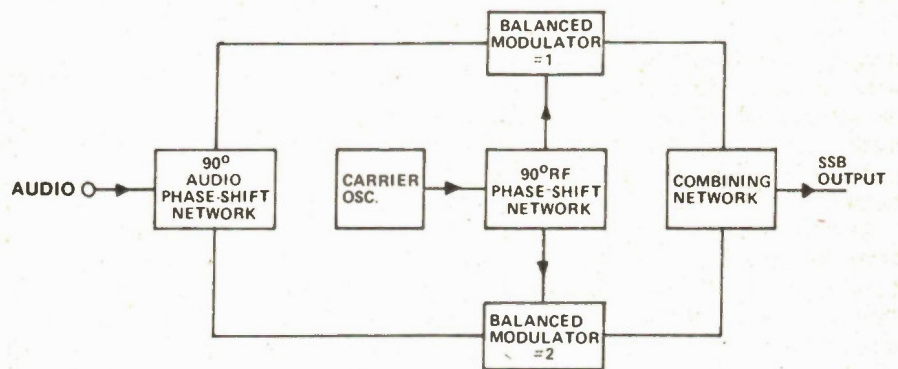 BALANCED
MODULATOR
=1
90°
AUDIO
PHASE-SHIFT
NETWORK
AUDIO
CARRIER
OSC.
90° RF
PHASE-SHIFT
NETWORK
COMBINING
NETWORK
SSB
OUTPUT
BALANCED
MODULATOR
=2